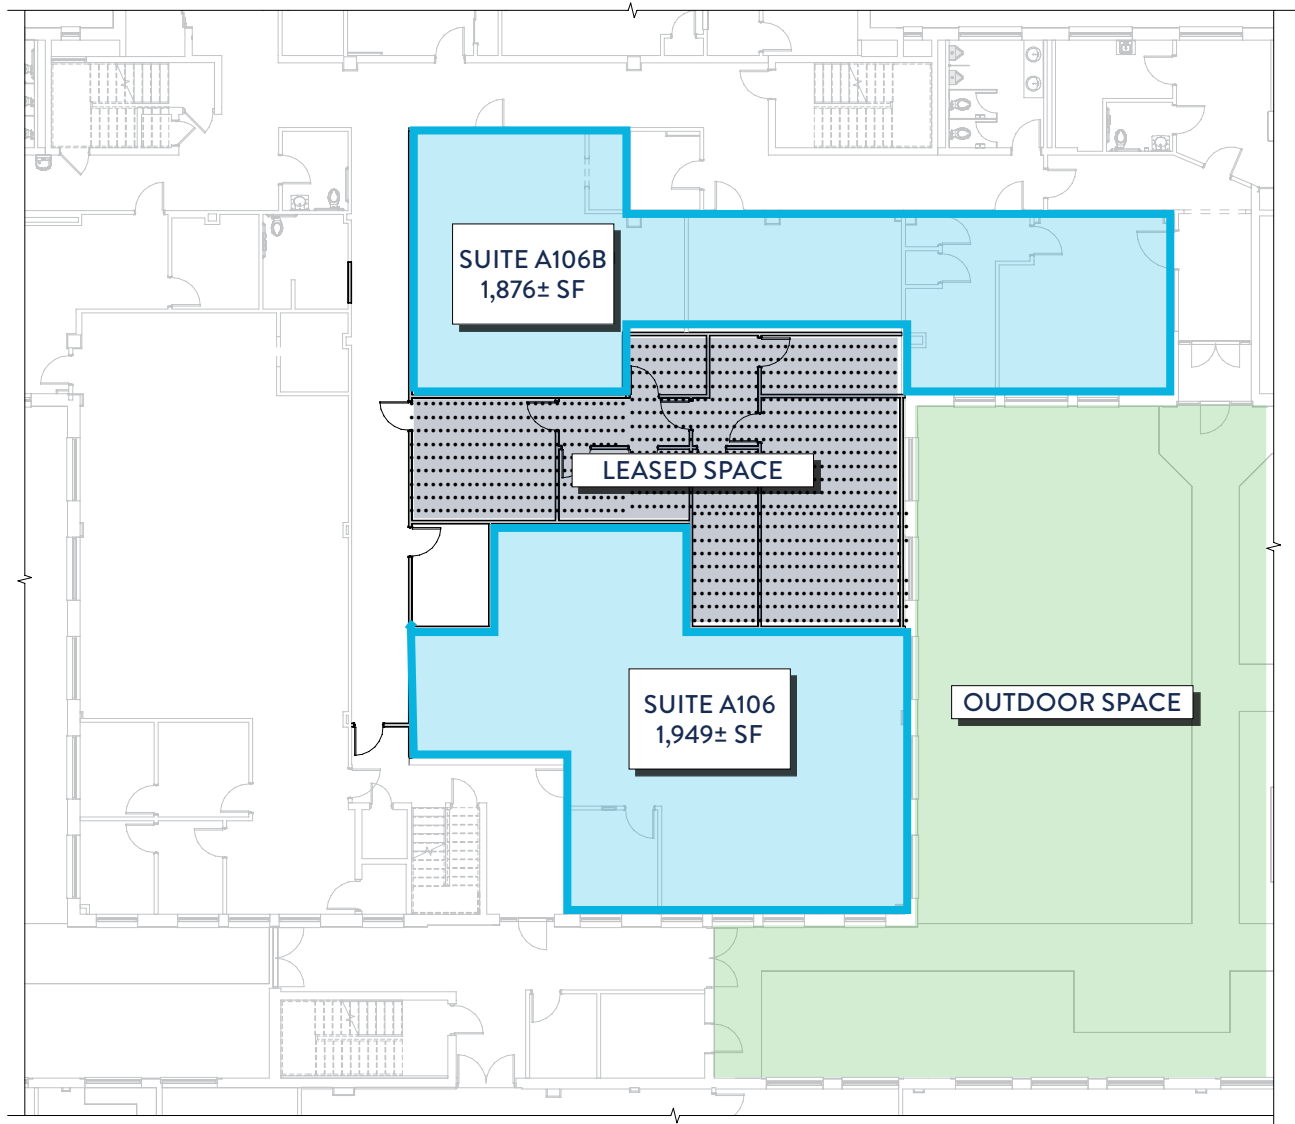 SUITE A106B
1,876± SF
LEASED SPACE
SUITE A106
1,949± SF
OUTDOOR SPACE